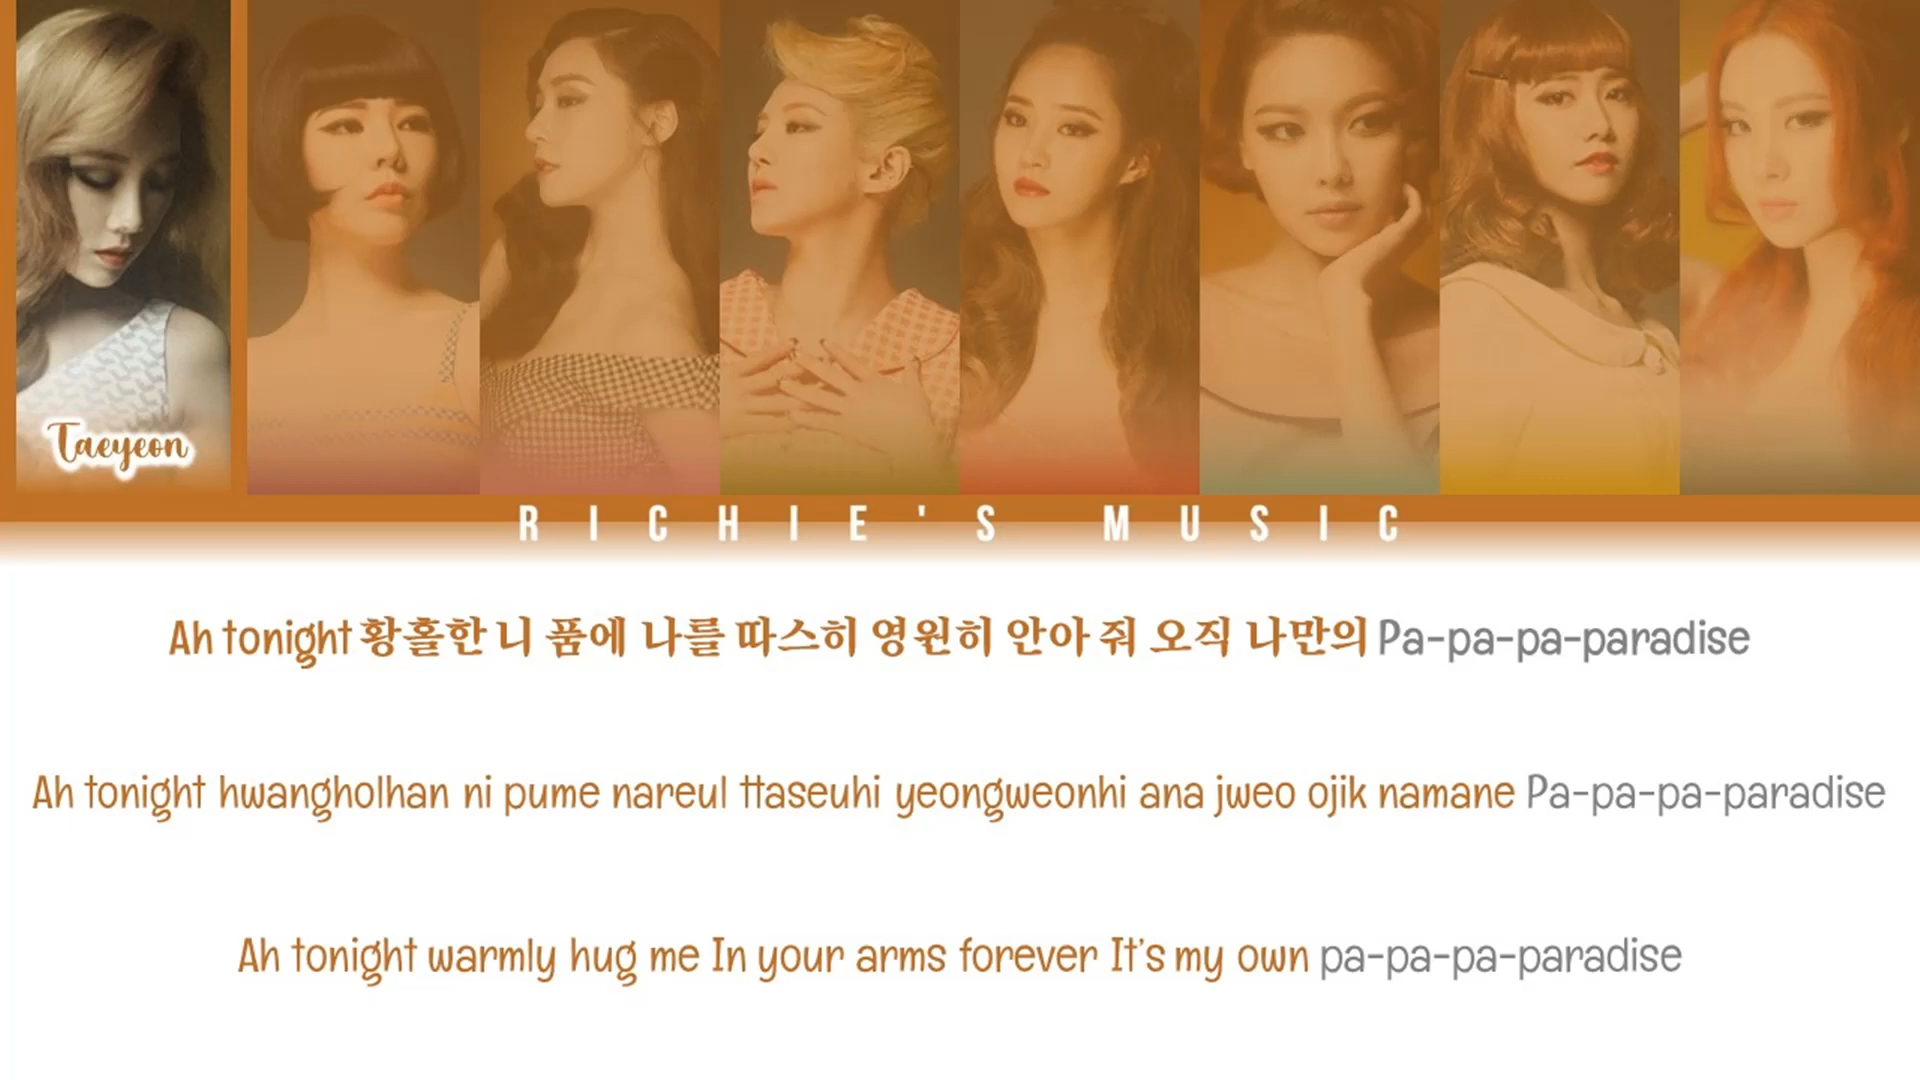 Taeyeon
RICHIE'S MUSIC
Ah tonight 황홀한 니 품에 나를 따스히 영원히 안아 줘 오직 나만의 Pa-pa-pa-paradise
Ah tonight hwangholhan ni pume nareul ttaseuhi yeongweonhi ana jweo ojik namane Pa-pa-pa-paradise
Ah tonight warmly hug me In your arms forever It's my own pa-pa-pa-paradise